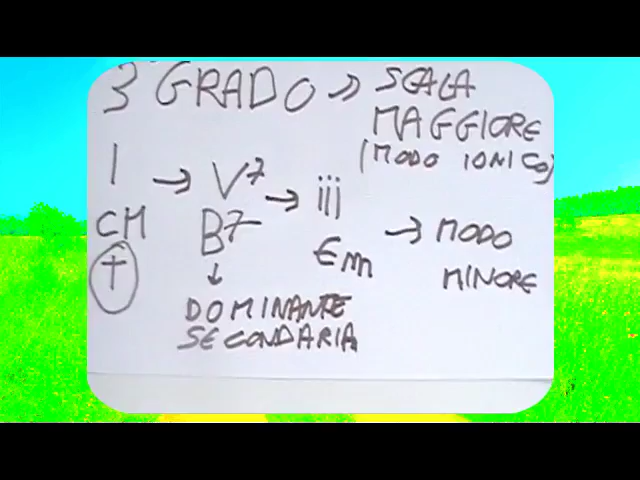 3 GRADO → SCALA
MAGGIORE
(MODO IONICO)
I → V7 → iii
CM B7 Em → MODO
MINORE
T ↓
DOMINANTE
SECONDARIA